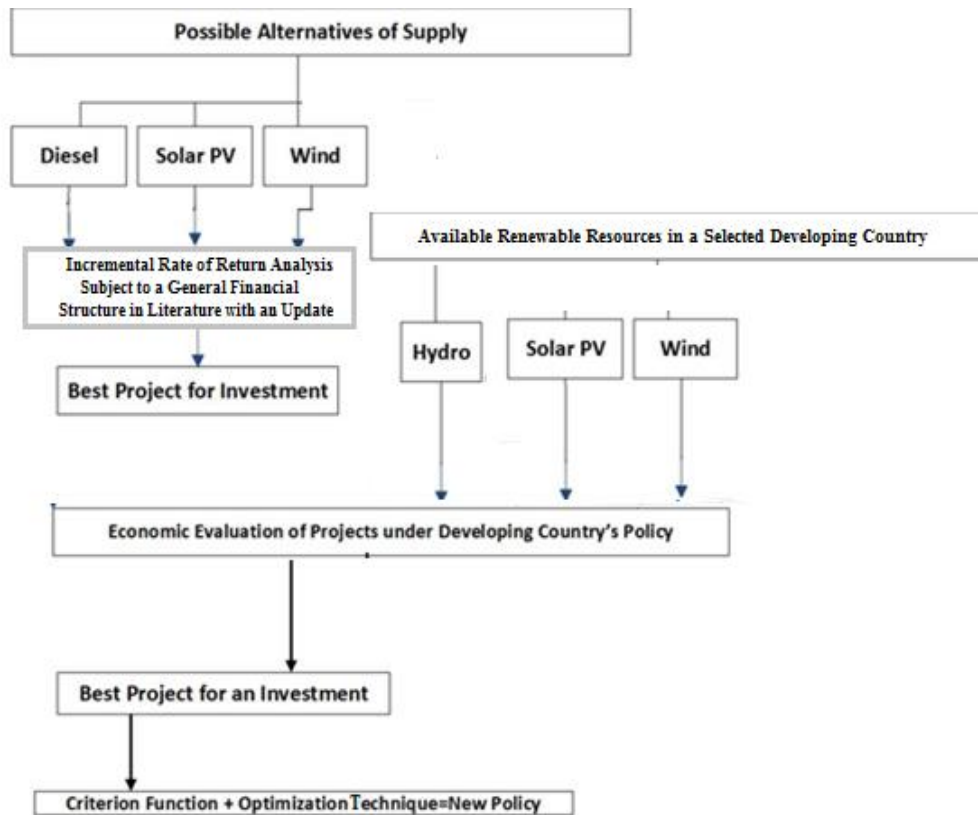 Possible Alternatives of Supply
Diesel
Solar PV
Wind
Incremental Rate of Return Analysis
Subject to a General Financial
Structure in Literature with an Update
Best Project for Investment
Available Renewable Resources in a Selected Developing Country
Hydro
Solar PV
Wind
Economic Evaluation of Projects under Developing Country's Policy
Best Project for an Investment
Criterion Function + Optimization Technique=New Policy